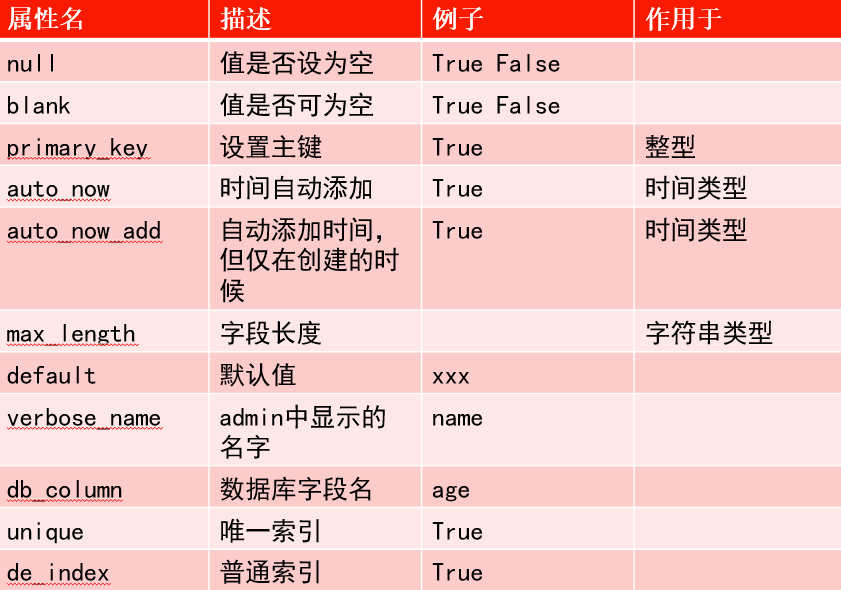 属性名 描述 例子 作用于
null 值是否设为空 True False
blank 值是否可为空 True False
primary_key 设置主键 True 整型
auto_now 时间自动添加 True 时间类型
auto_now_add 自动添加时间， True 时间类型
但仅在创建的时
候
max_length 字段长度 字符串类型
default 默认值 xxx
verbose_name admin中显示的 name
名字
db_column 数据库字段名 age
unique 唯一索引 True
de_index 普通索引 True